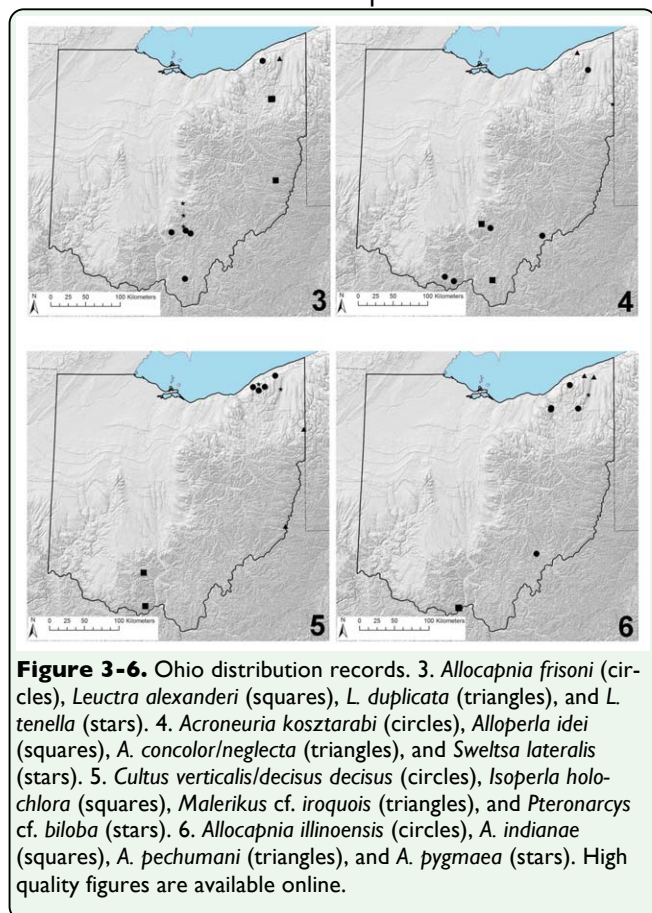 N
0 25 50 100 Kilometers
3
N
0 25 50 100 Kilometers
4
N
0 25 50 100 Kilometers
5
N
0 25 50 100 Kilometers
6
Figure 3-6. Ohio distribution records. 3. Allocapnia frisoni (cir-
cles), Leuctra alexanderi (squares), L. duplicata (triangles), and L.
tenella (stars). 4. Acroneuria kosztarabi (circles), Alloperla idei
(squares), A. concolor/neglecta (triangles), and Sweltsa lateralis
(stars). 5. Cultus verticalis/decisus decisus (circles), Isoperla holo-
chlora (squares), Malerikus cf. iroquois (triangles), and Pteronarcys
cf. biloba (stars). 6. Allocapnia illinoensis (circles), A. indianae
(squares), A. pechumani (triangles), and A. pygmaea (stars). High
quality figures are available online.